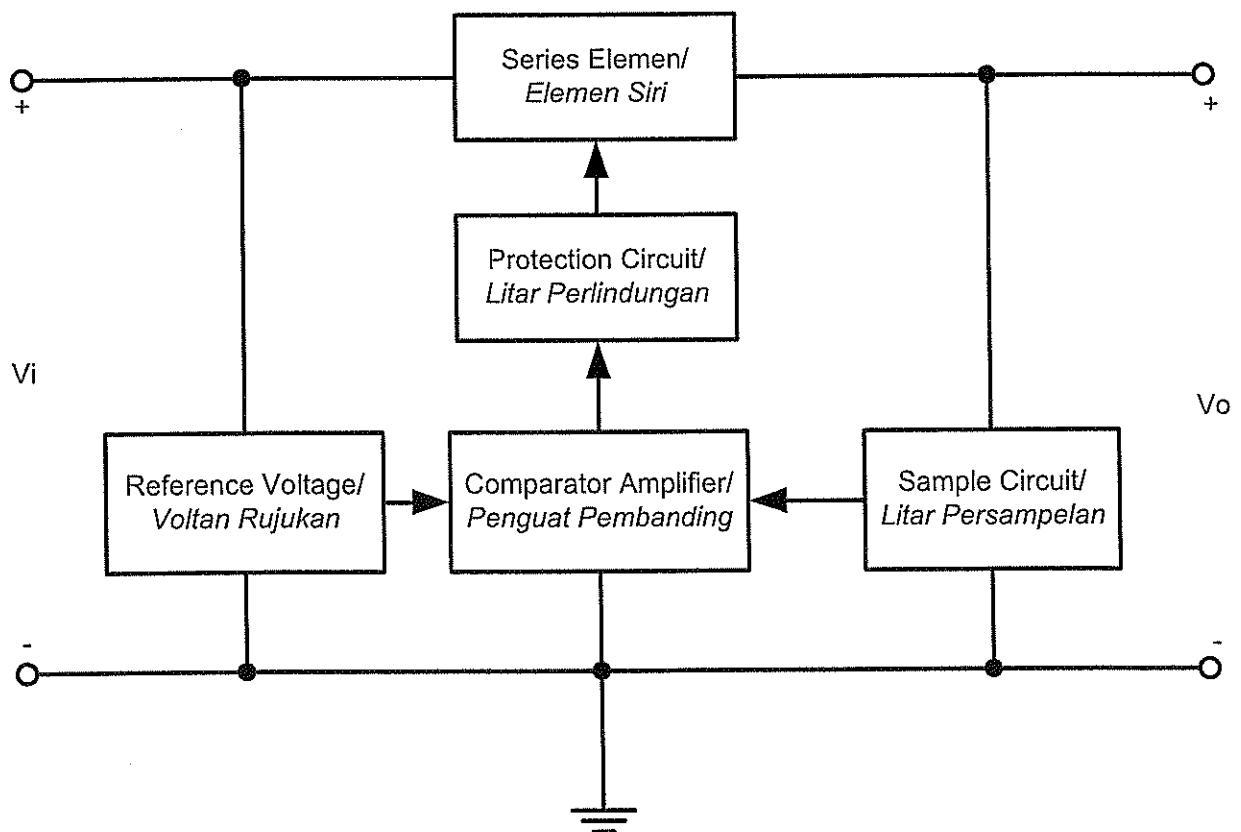 Series Elemen/
Elemen Siri
+
+
Protection Circuit/
Litar Perlindungan
Vi
Vo
Reference Voltage/
Voltan Rujukan
Comparator Amplifier/
Penguat Pembanding
Sample Circuit/
Litar Persampelan
-
-